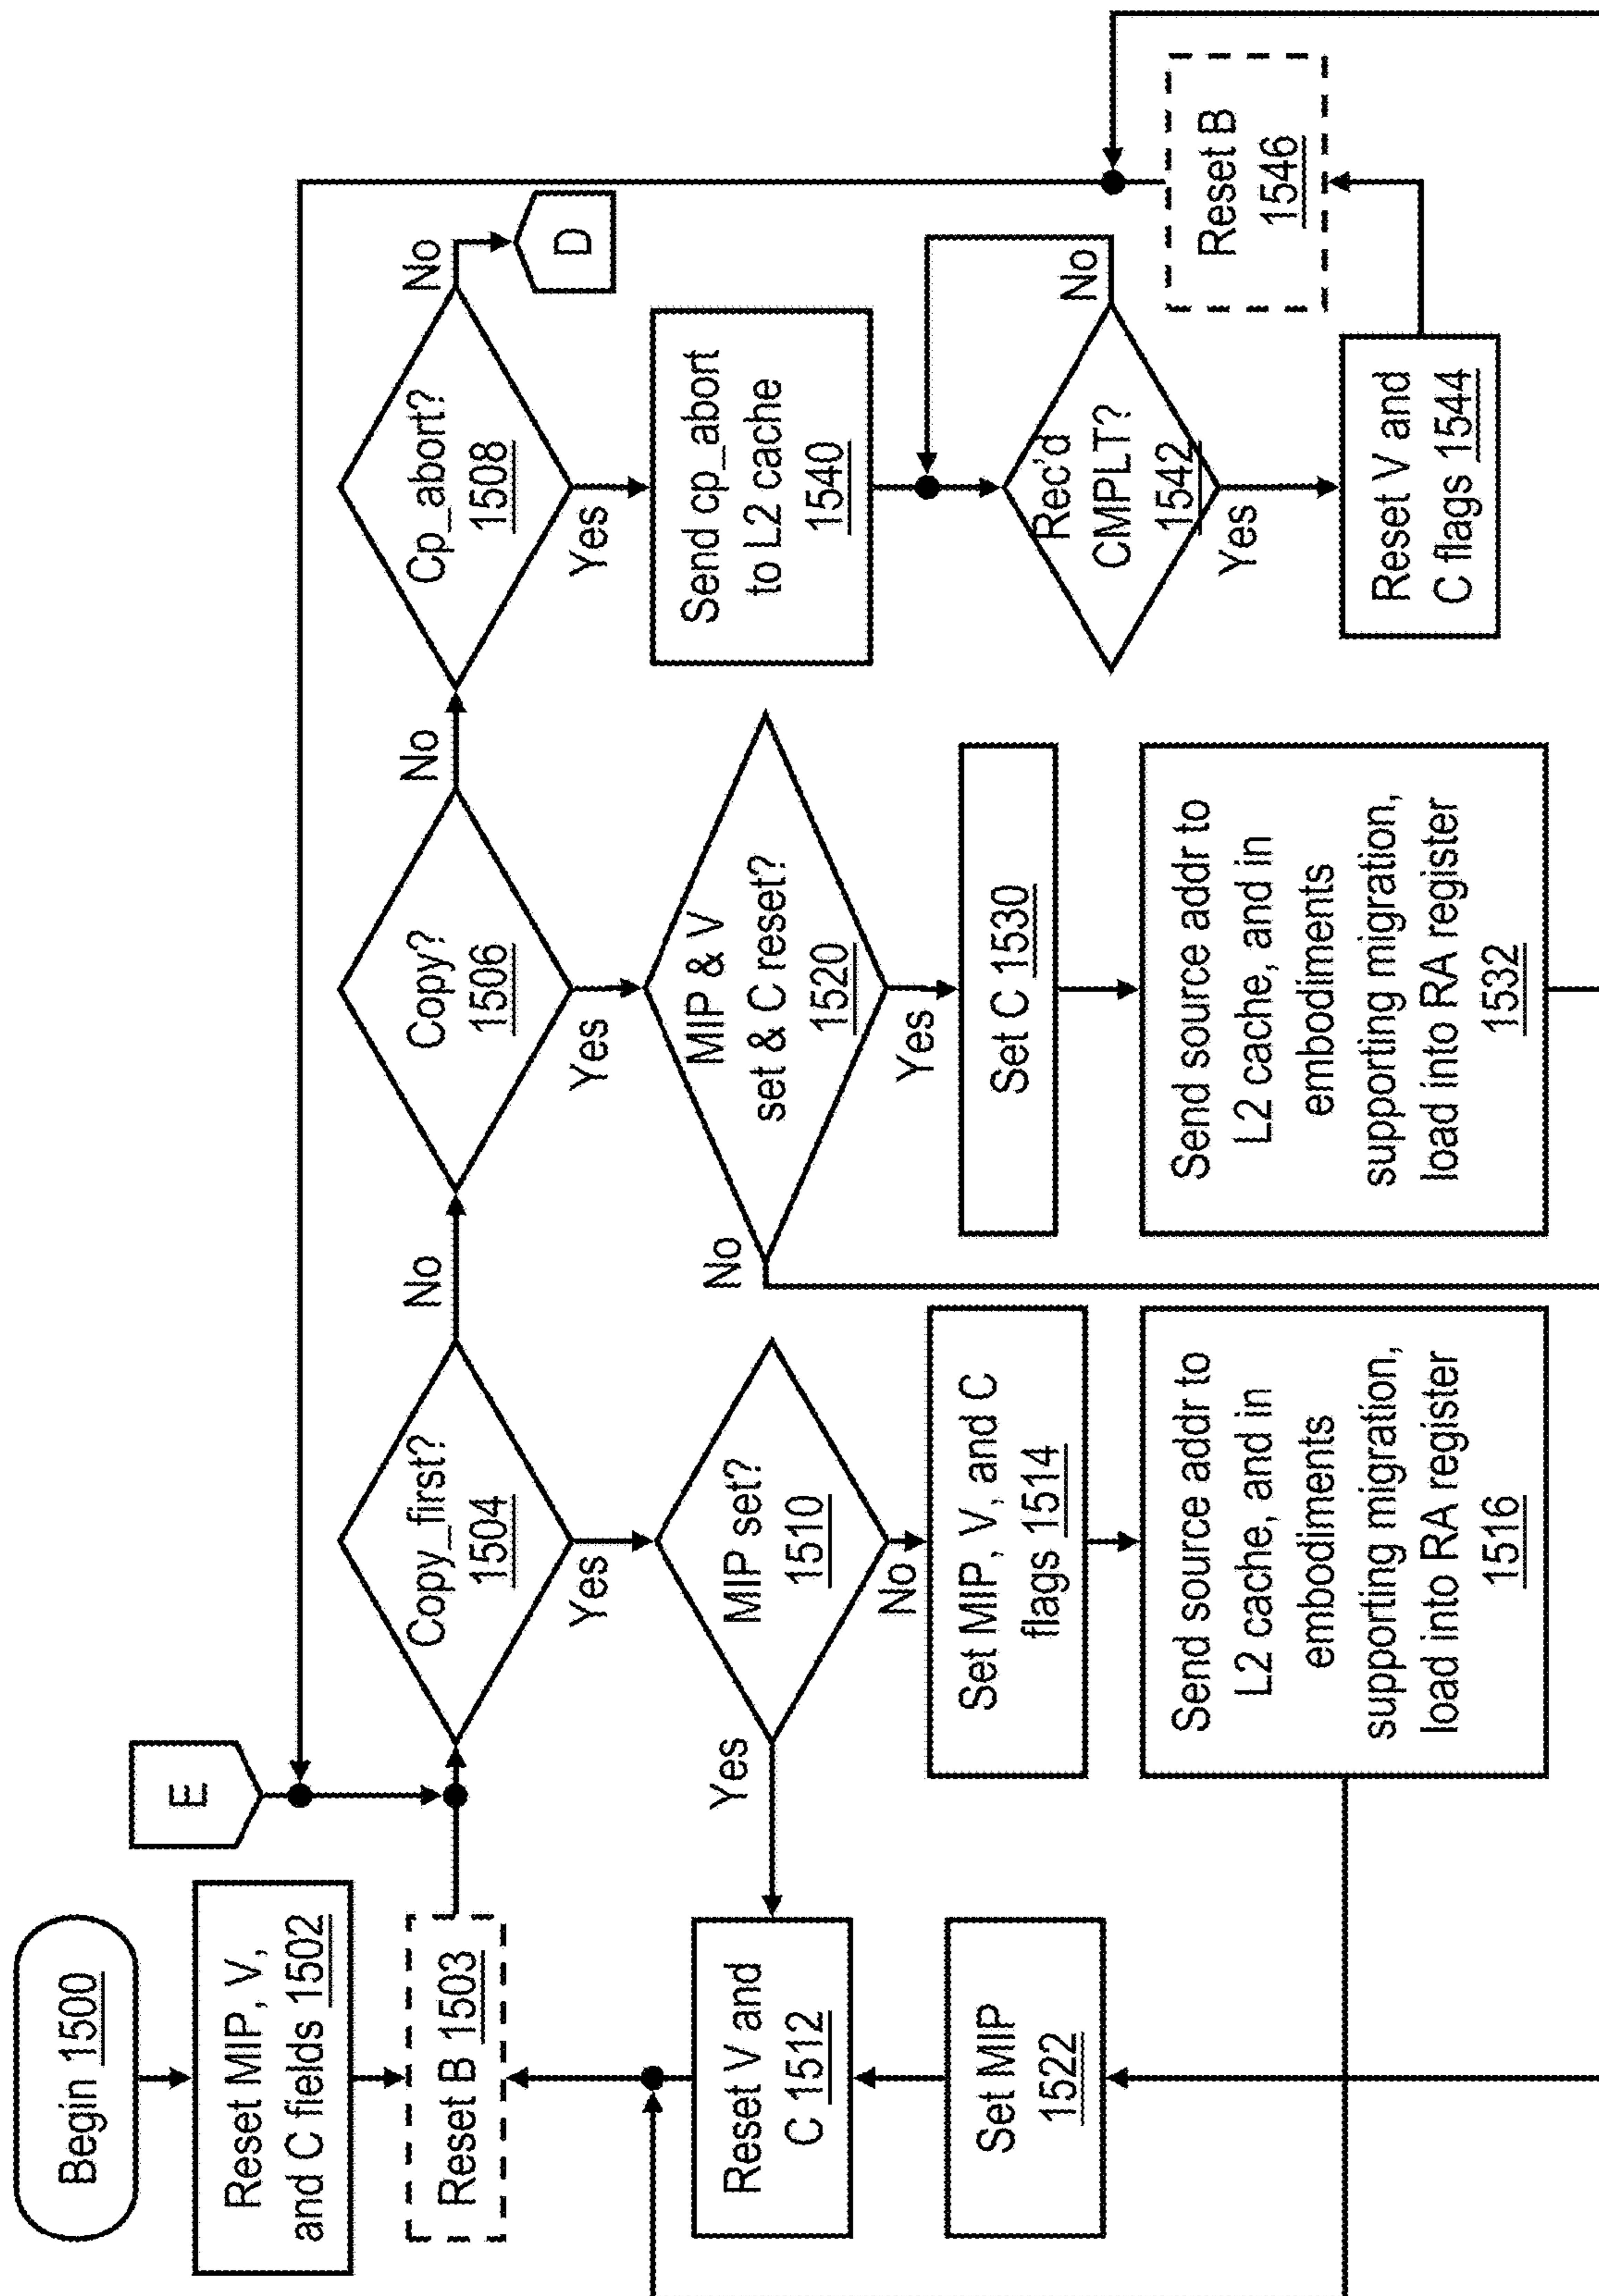 Begin 1500
Reset MIP, V,
and C fields 1502
Reset B 1503
E
Copy_first?
1504
No
Yes
Copy?
1506
No
Yes
Cp_abort?
1508
No
Yes
D
MIP set?
1510
Yes
No
Reset V and
C 1512
Set MIP, V, and C
flags 1514
Send source addr to
L2 cache, and in
embodiments
supporting migration,
load into RA register
1516
Set MIP
1522
MIP & V
set & C reset?
1520
No
Yes
Set C 1530
Send source addr to
L2 cache, and in
embodiments
supporting migration,
load into RA register
1532
Send cp_abort
to L2 cache
1540
Rec'd
CMPLT?
1542
No
Yes
Reset V and
C flags 1544
Reset B
1546